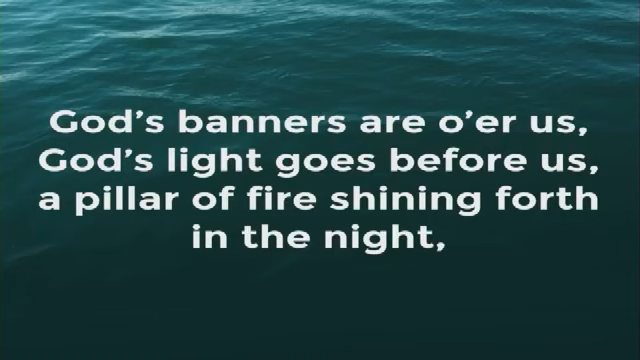 God’s banners are o’er us,
God’s light goes before us,
a pillar of fire shining forth
in the night,